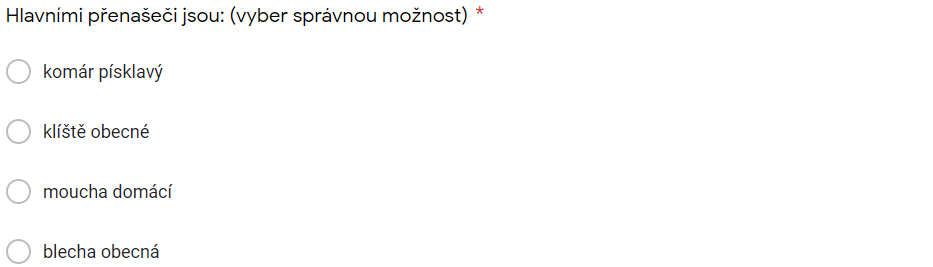 Hlavními přenašeči jsou: (vyber správnou možnost) *
komár písklavý
klíště obecné
moucha domácí
blecha obecná